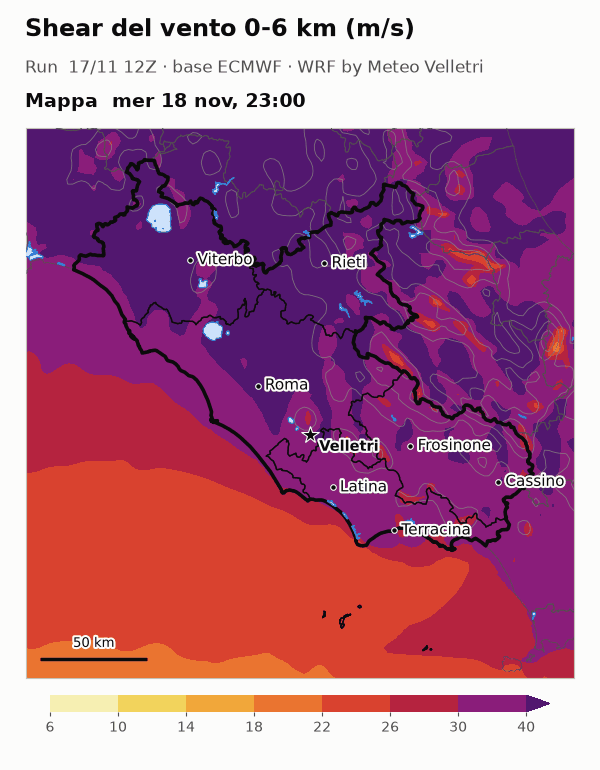 Shear del vento 0-6 km (m/s)
Run  17/11 12Z · base ECMWF · WRF by Meteo Velletri
Mappa  mer 18 nov, 23:00
Viterbo
Rieti
Roma
Velletri
Frosinone
Latina
Cassino
Terracina
50 km
6 10 14 18 22 26 30 40